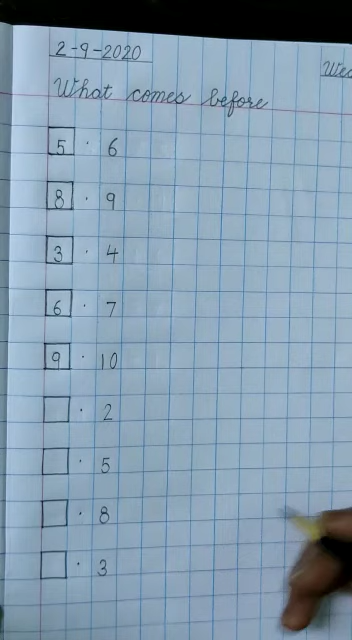 2-9-2020
Wed
What comes before
5 . 6
8 . 9
3 . 4
6 . 7
9 . 10
. 2
. 5
. 8
. 3